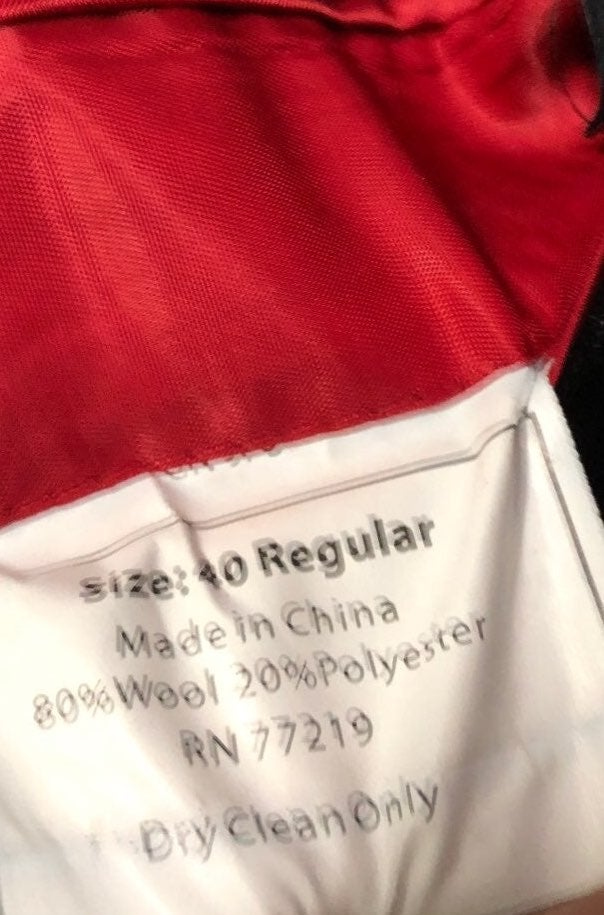 Size: 40 Regular
Made in China
80%Wool 20%Polyester
RN 77219
Dry Clean Only